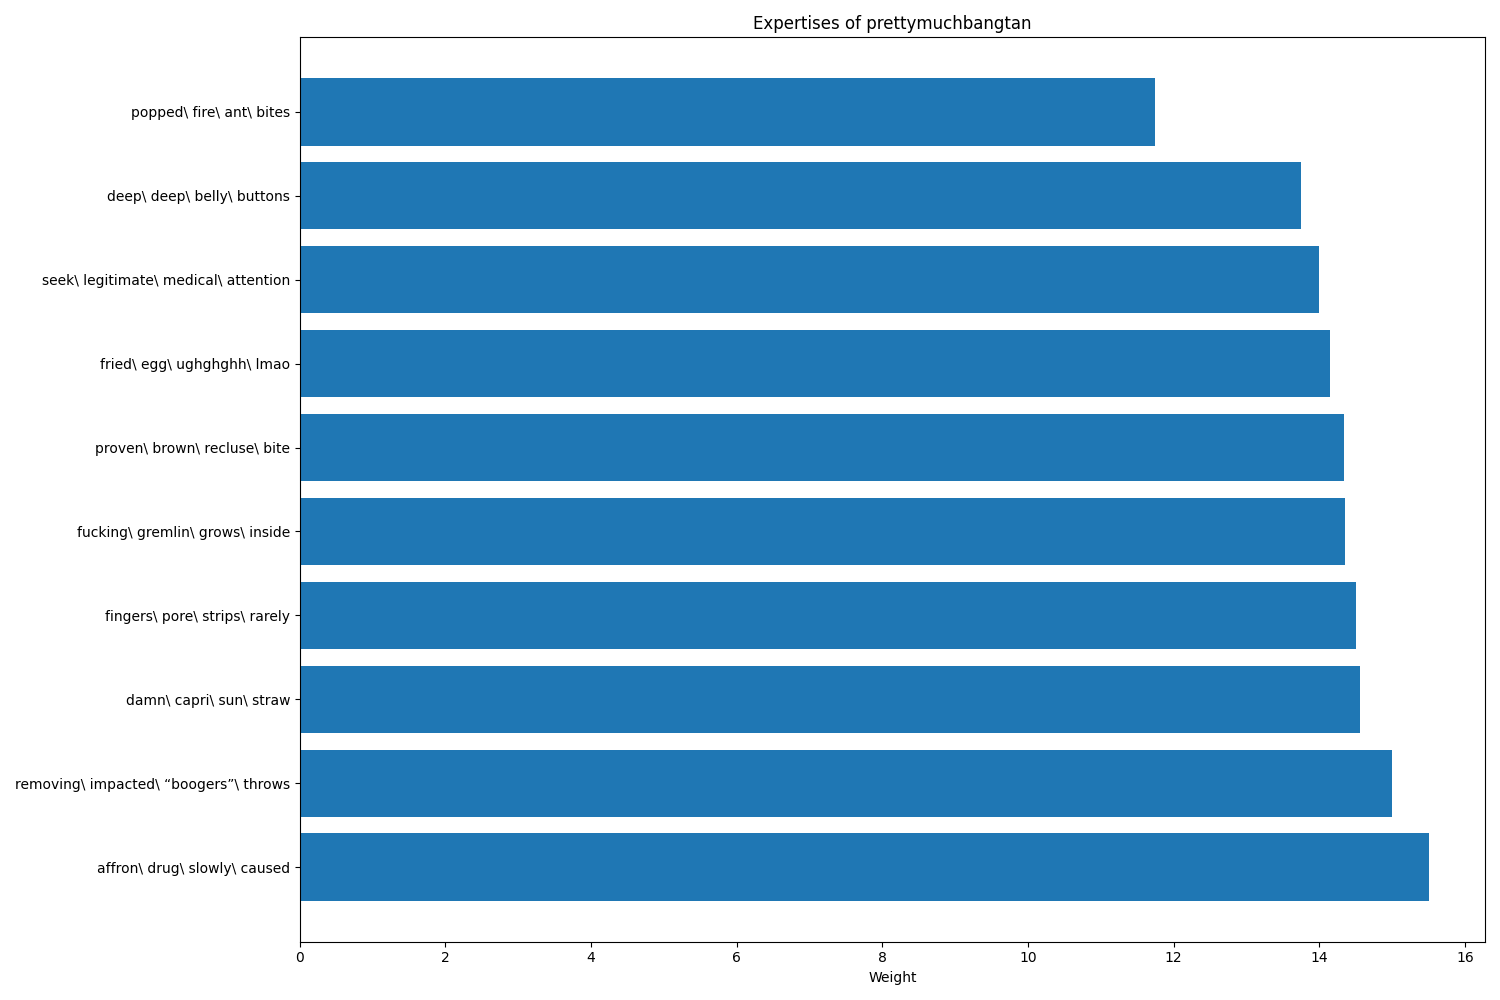 Expertises of prettymuchbangtan
popped\ fire\ ant\ bites
deep\ deep\ belly\ buttons
seek\ legitimate\ medical\ attention
fried\ egg\ ughghghh\ lmao
proven\ brown\ recluse\ bite
fucking\ gremlin\ grows\ inside
fingers\ pore\ strips\ rarely
damn\ capri\ sun\ straw
removing\ impacted\ “boogers”\ throws
affron\ drug\ slowly\ caused
0 2 4 6 8 10 12 14 16
Weight